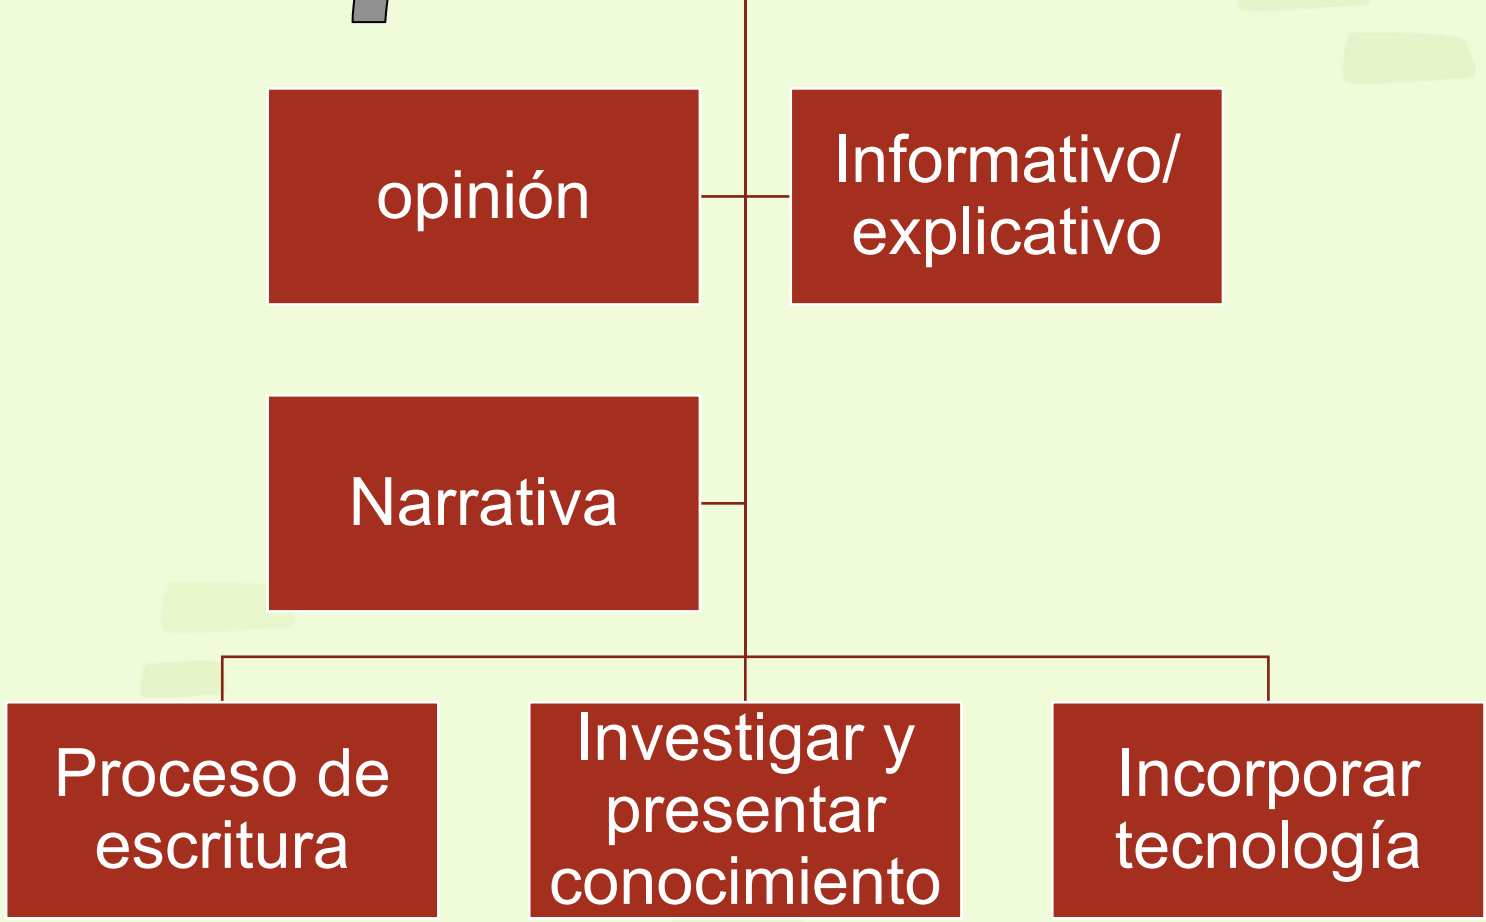 opinión
Informativo/
explicativo
Narrativa
Proceso de
escritura
Investigar y
presentar
conocimiento
Incorporar
tecnología